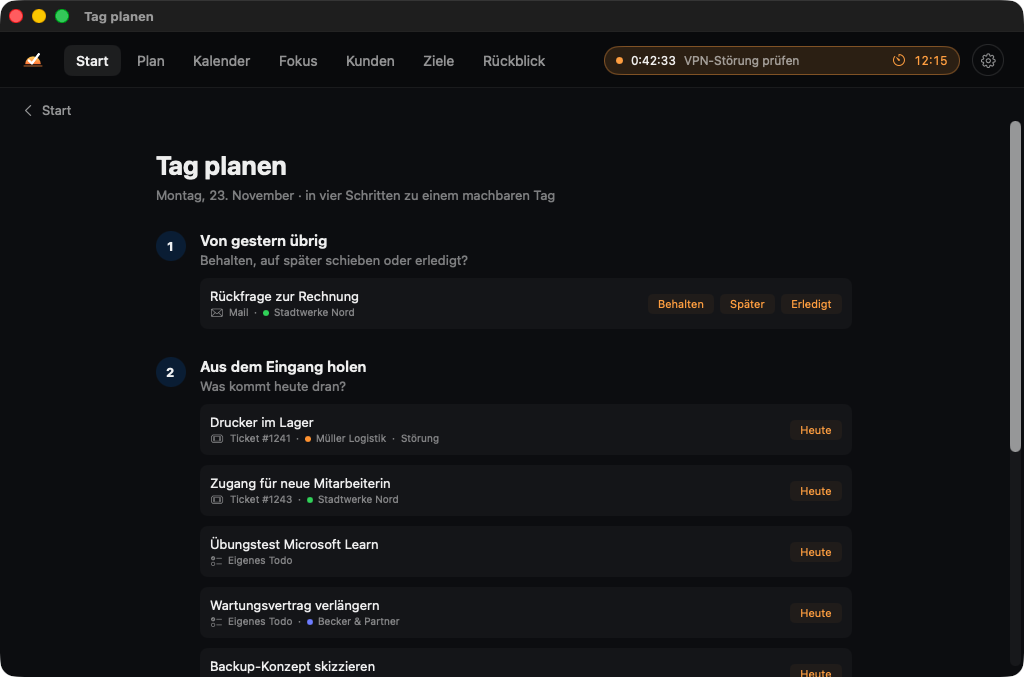 Tag planen
Start Plan Kalender Fokus Kunden Ziele Rückblick 0:42:33 VPN-Störung prüfen 12:15
Start
Tag planen
Montag, 23. November · in vier Schritten zu einem machbaren Tag
1 Von gestern übrig
Behalten, auf später schieben oder erledigt?
Rückfrage zur Rechnung
Mail · Stadtwerke Nord
Behalten Später Erledigt
2 Aus dem Eingang holen
Was kommt heute dran?
Drucker im Lager
Ticket #1241 · Müller Logistik · Störung
Heute
Zugang für neue Mitarbeiterin
Ticket #1243 · Stadtwerke Nord
Heute
Übungstest Microsoft Learn
Eigenes Todo
Heute
Wartungsvertrag verlängern
Eigenes Todo · Becker & Partner
Heute
Backup-Konzept skizzieren
Heute